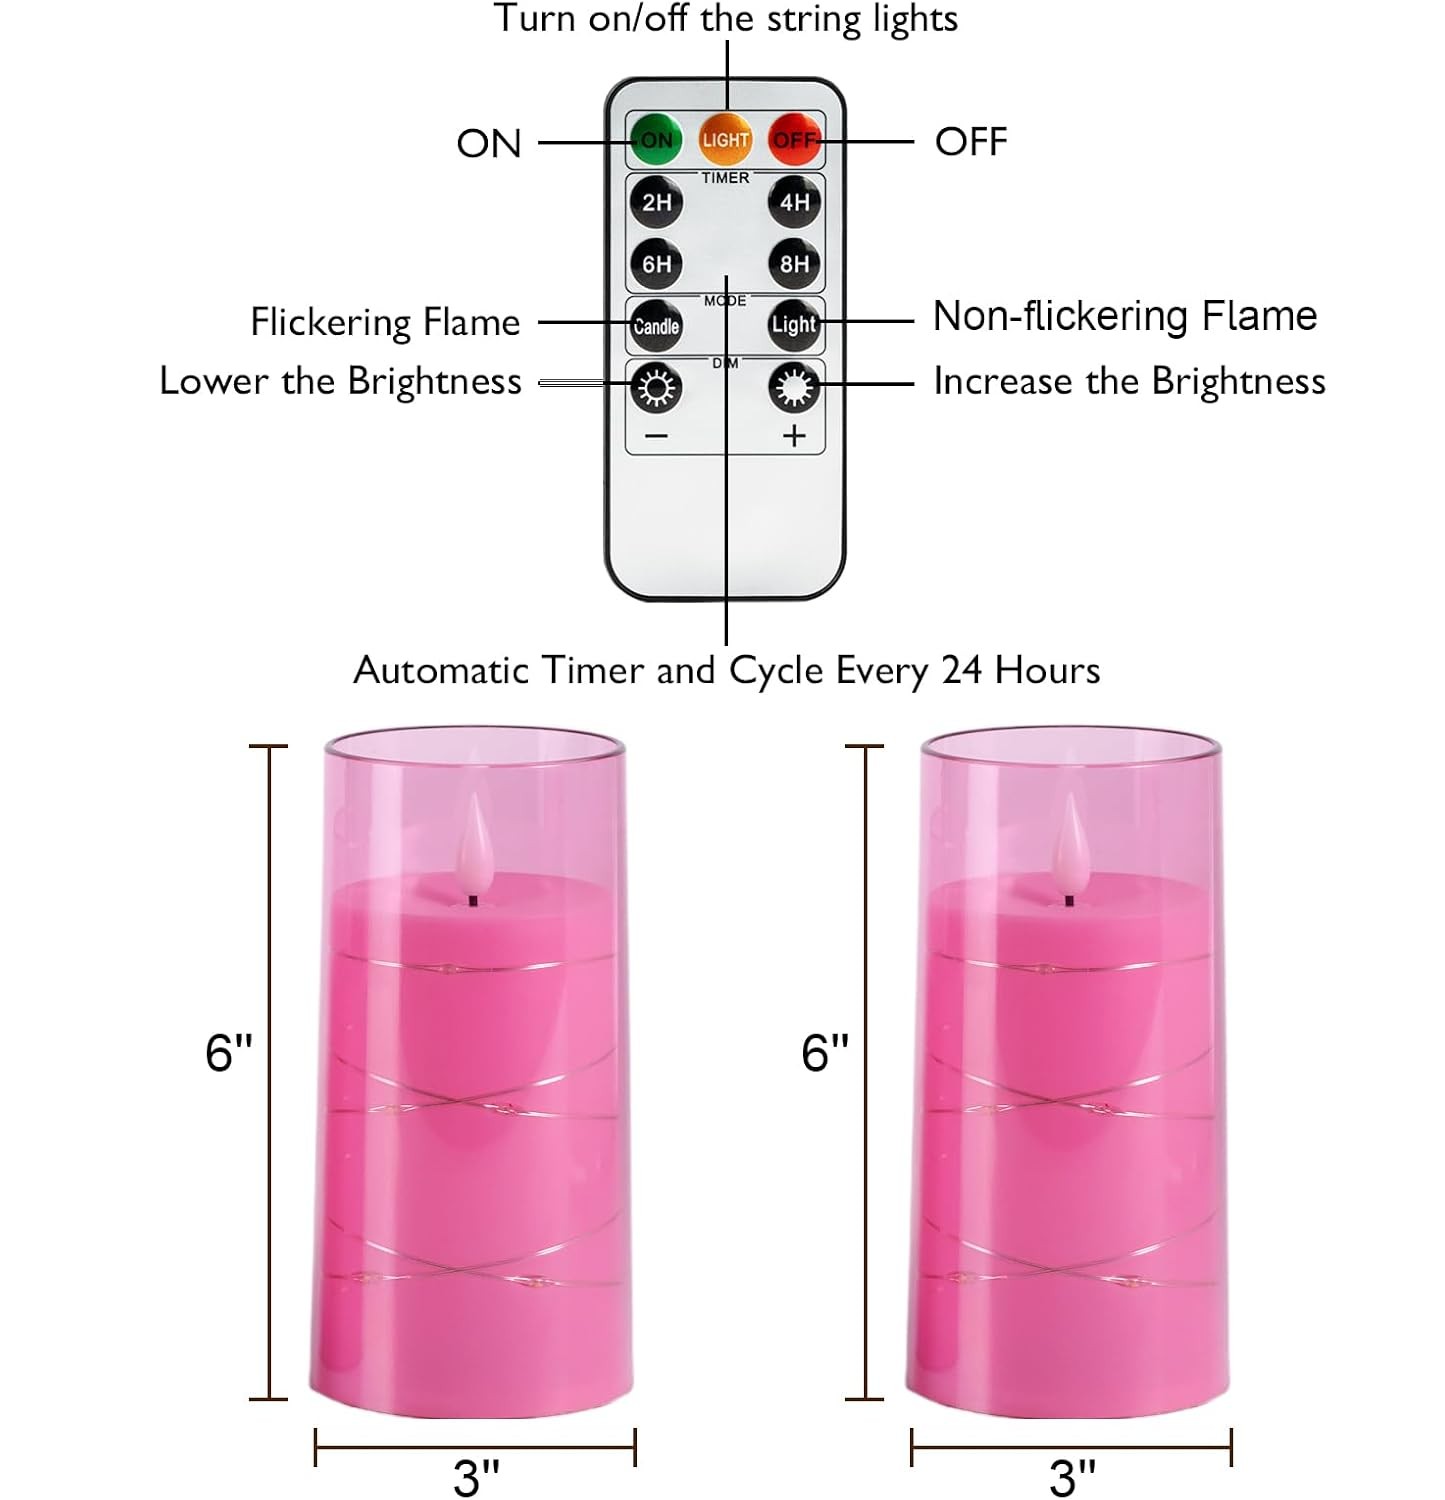 Turn on/off the string lights
ON
ON LIGHT OFF
OFF
TIMER
2H 4H
6H 8H
MODE
Flickering Flame
Candle Light
Non-flickering Flame
DIM
Lower the Brightness
Increase the Brightness
− +
Automatic Timer and Cycle Every 24 Hours
6" 6"
3" 3"